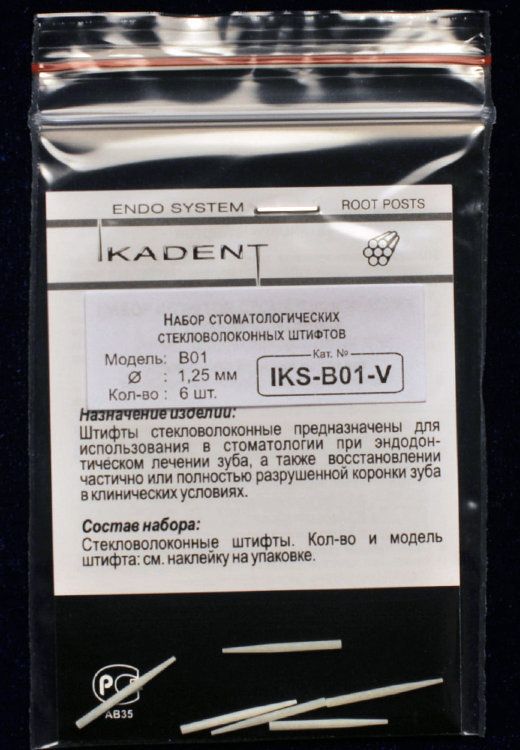 ENDO SYSTEM ROOT POSTS
IKADENT
НАБОР СТОМАТОЛОГИЧЕСКИХ
СТЕКЛОВОЛОКОННЫХ ШТИФТОВ
Модель: B01
Ø : 1,25 мм
Кол-во : 6 шт.
Кат. №
IKS-B01-V
Назначение изделии:
Штифты стекловолоконные предназначены для
использования в стоматологии при эндодон-
тическом лечении зуба, а также восстановлении
частично или полностью разрушенной коронки зуба
в клинических условиях.
Состав набора:
Стекловолоконные штифты. Кол-во и модель
штифта: см. наклейку на упаковке.
АВ35